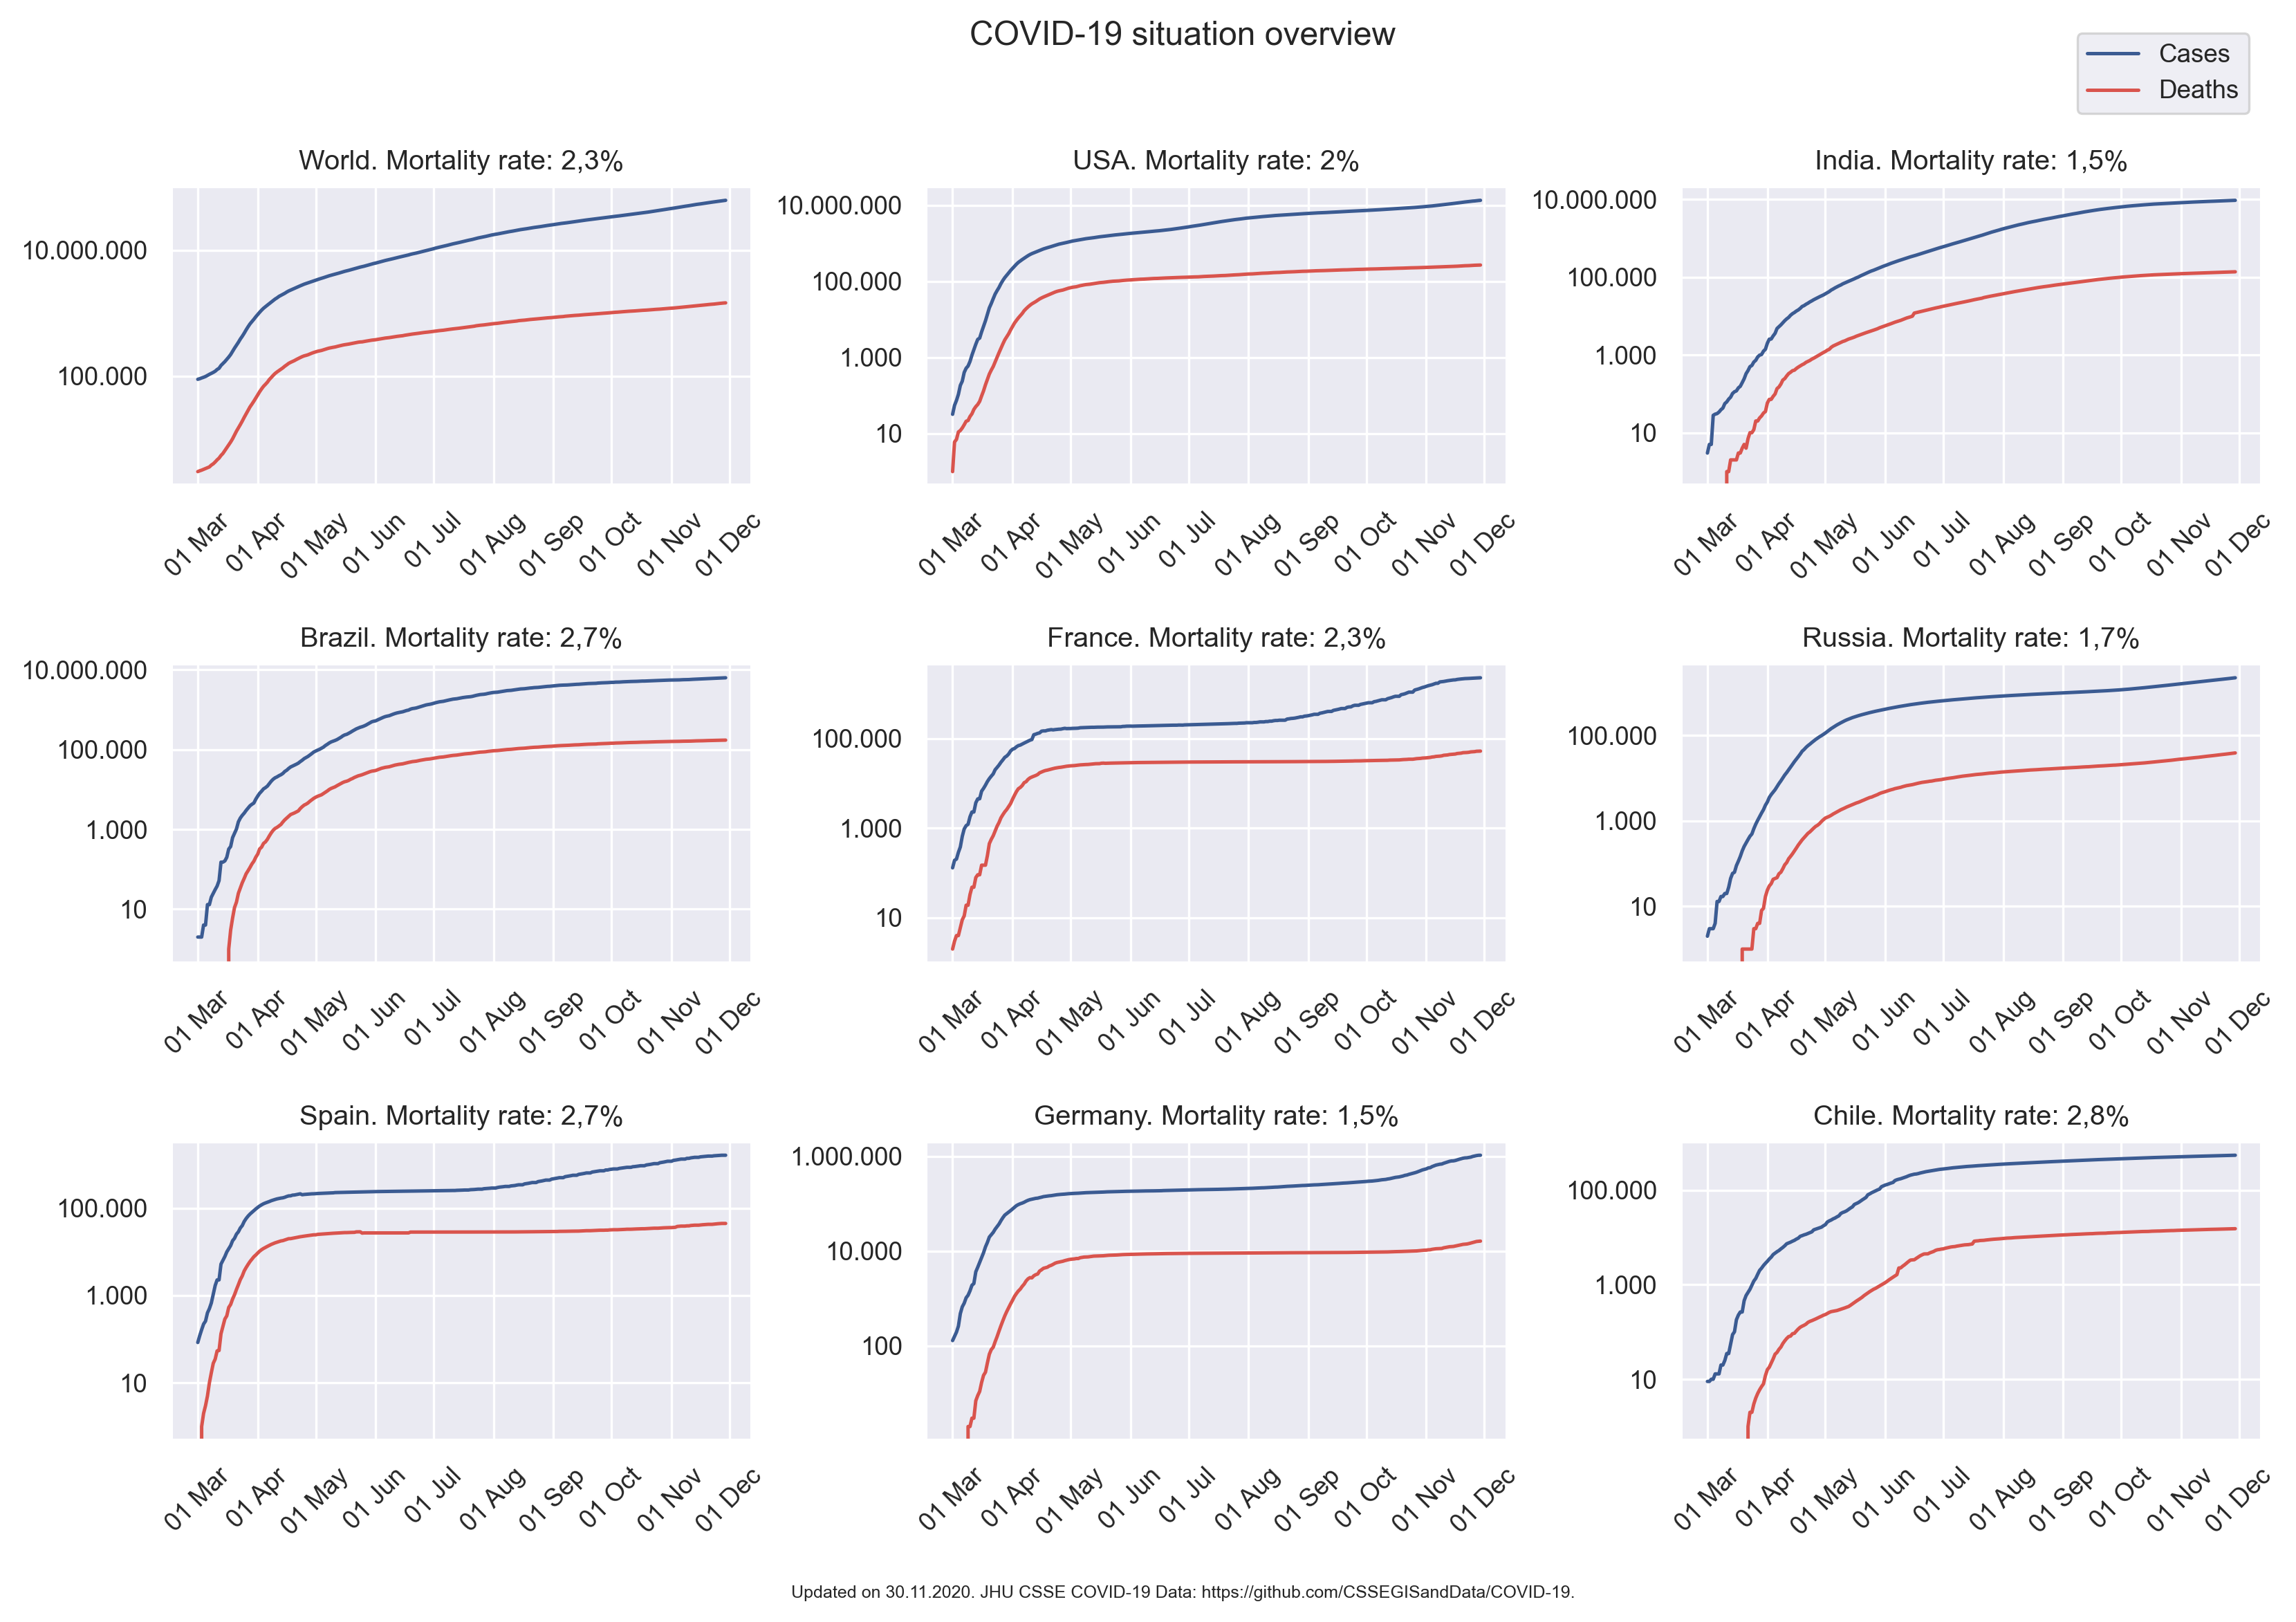 COVID-19 situation overview
Cases
Deaths
World. Mortality rate: 2,3%
10.000.000
100.000
01 Mar
01 Apr
01 May
01 Jun
01 Jul
01 Aug
01 Sep
01 Oct
01 Nov
01 Dec
USA. Mortality rate: 2%
10.000.000
100.000
1.000
10
01 Mar
01 Apr
01 May
01 Jun
01 Jul
01 Aug
01 Sep
01 Oct
01 Nov
01 Dec
India. Mortality rate: 1,5%
10.000.000
100.000
1.000
10
01 Mar
01 Apr
01 May
01 Jun
01 Jul
01 Aug
01 Sep
01 Oct
01 Nov
01 Dec
Brazil. Mortality rate: 2,7%
10.000.000
100.000
1.000
10
01 Mar
01 Apr
01 May
01 Jun
01 Jul
01 Aug
01 Sep
01 Oct
01 Nov
01 Dec
France. Mortality rate: 2,3%
100.000
1.000
10
01 Mar
01 Apr
01 May
01 Jun
01 Jul
01 Aug
01 Sep
01 Oct
01 Nov
01 Dec
Russia. Mortality rate: 1,7%
100.000
1.000
10
01 Mar
01 Apr
01 May
01 Jun
01 Jul
01 Aug
01 Sep
01 Oct
01 Nov
01 Dec
Spain. Mortality rate: 2,7%
100.000
1.000
10
01 Mar
01 Apr
01 May
01 Jun
01 Jul
01 Aug
01 Sep
01 Oct
01 Nov
01 Dec
Germany. Mortality rate: 1,5%
1.000.000
10.000
100
01 Mar
01 Apr
01 May
01 Jun
01 Jul
01 Aug
01 Sep
01 Oct
01 Nov
01 Dec
Chile. Mortality rate: 2,8%
100.000
1.000
10
01 Mar
01 Apr
01 May
01 Jun
01 Jul
01 Aug
01 Sep
01 Oct
01 Nov
01 Dec
Updated on 30.11.2020. JHU CSSE COVID-19 Data: https://github.com/CSSEGISandData/COVID-19.